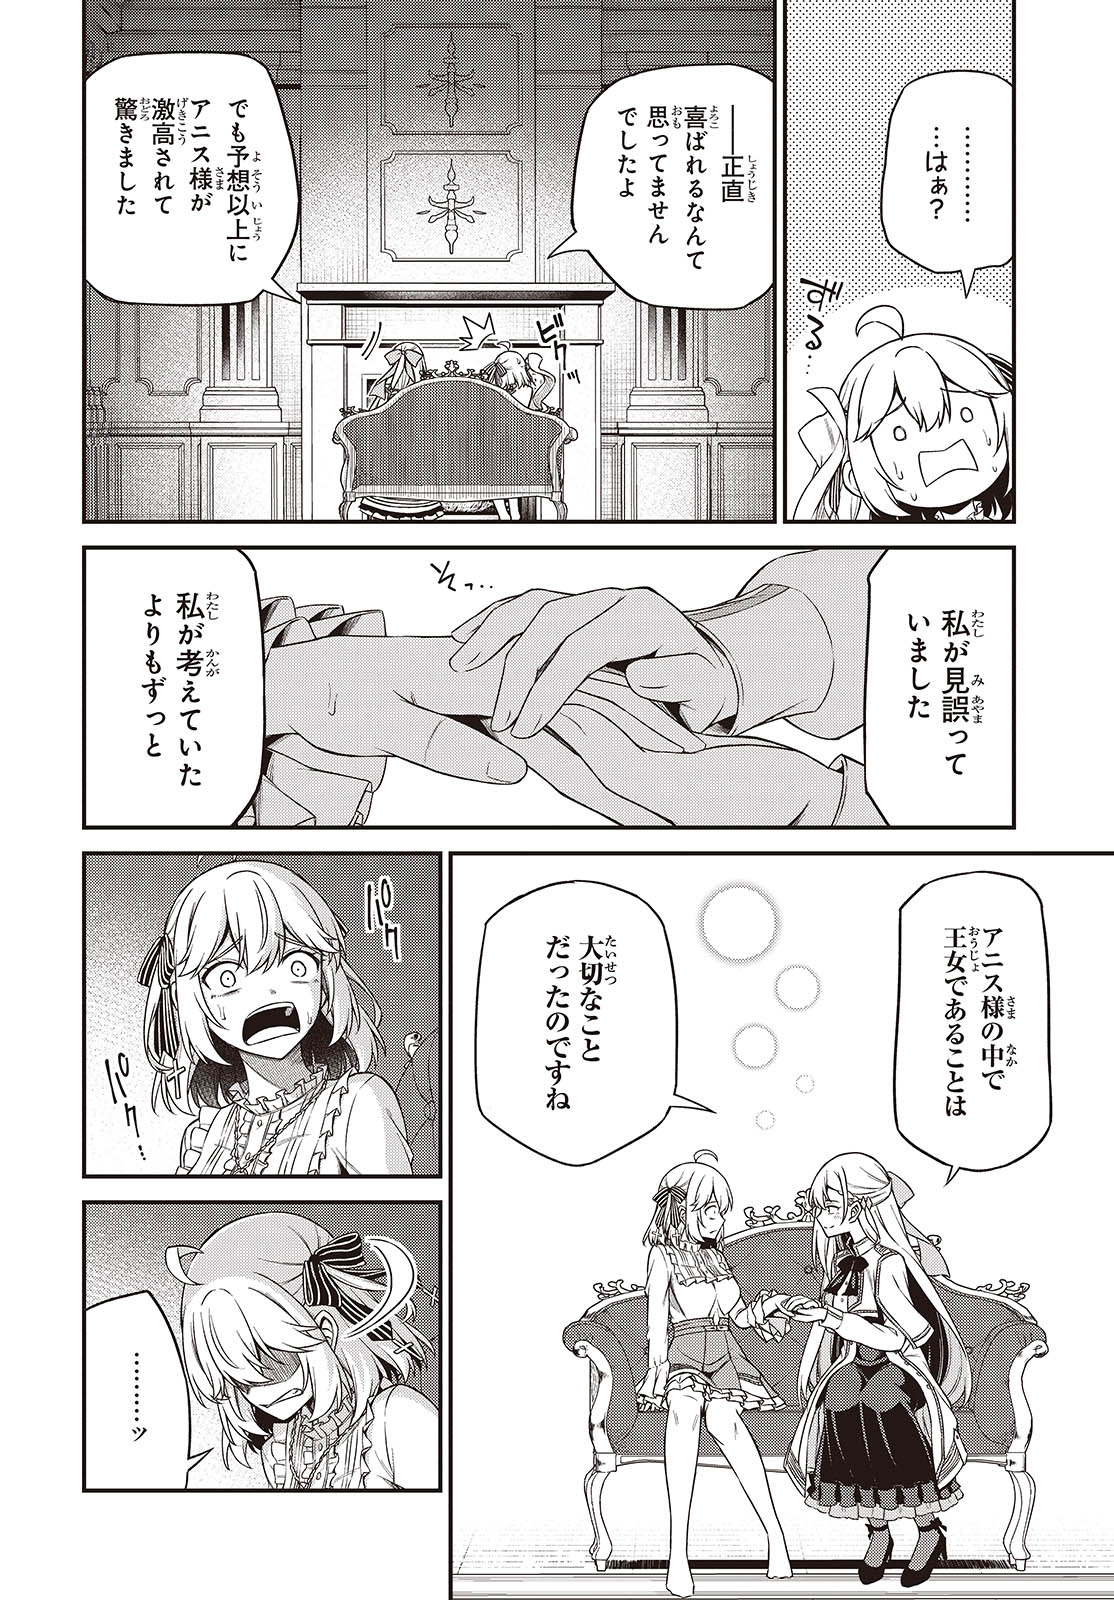 …………
…はぁ？
ずる…
――正直
喜ばれるなんて
思ってません
でしたよ
でも予想以上に
アニス様が
激高されて
驚きました
ビク
私が見誤って
いました
そっ…
私が考えていた
よりもずっと
アニス様の中で
王女であることは
大切なこと
だったのですね
パク
パク…
………ッ